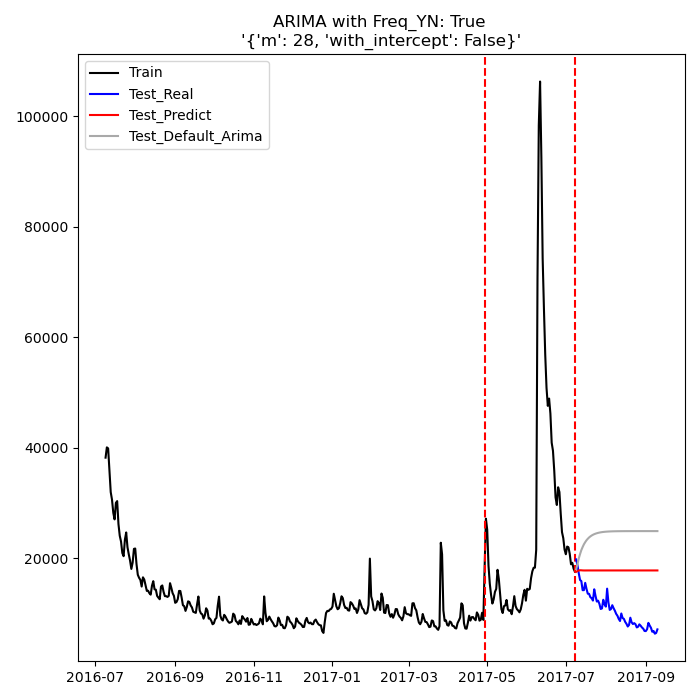 ARIMA with Freq_YN: True
'{'m': 28, 'with_intercept': False}'
Train
Test_Real
Test_Predict
Test_Default_Arima
100000
80000
60000
40000
20000
2016-07 2016-09 2016-11 2017-01 2017-03 2017-05 2017-07 2017-09